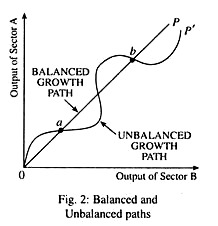 P
b
P'
Output of Sector A
BALANCED
GROWTH
PATH
a
UNBALANCED
GROWTH
PATH
0
Output of Sector B
Fig. 2: Balanced and
Unbalanced paths